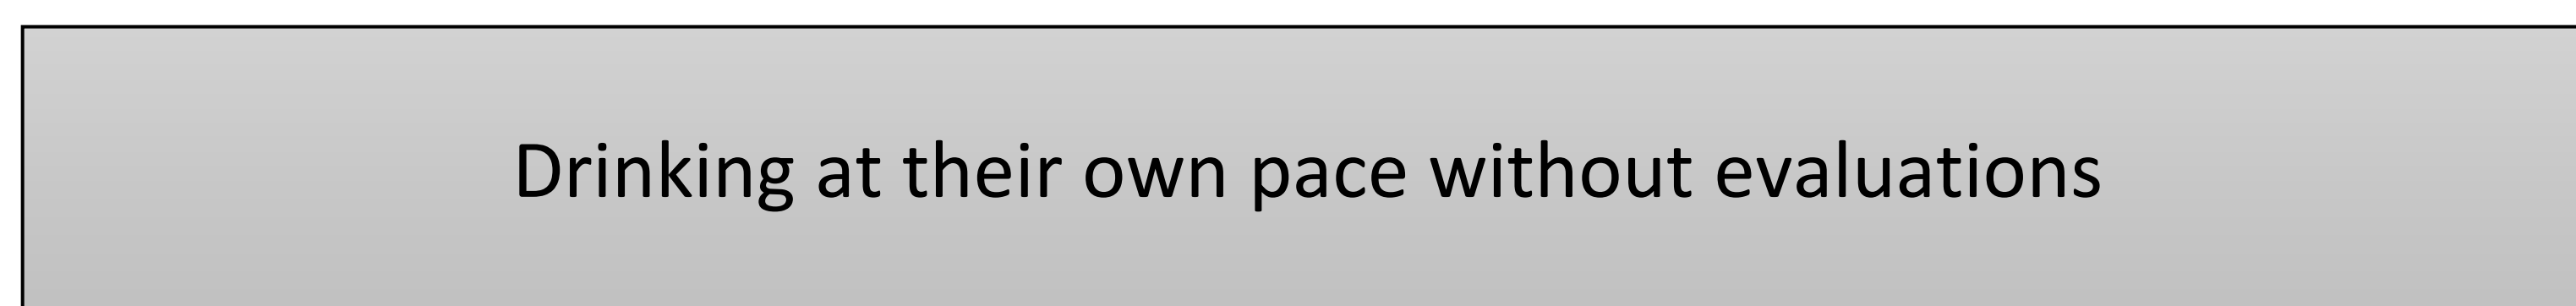 Drinking at their own pace without evaluations